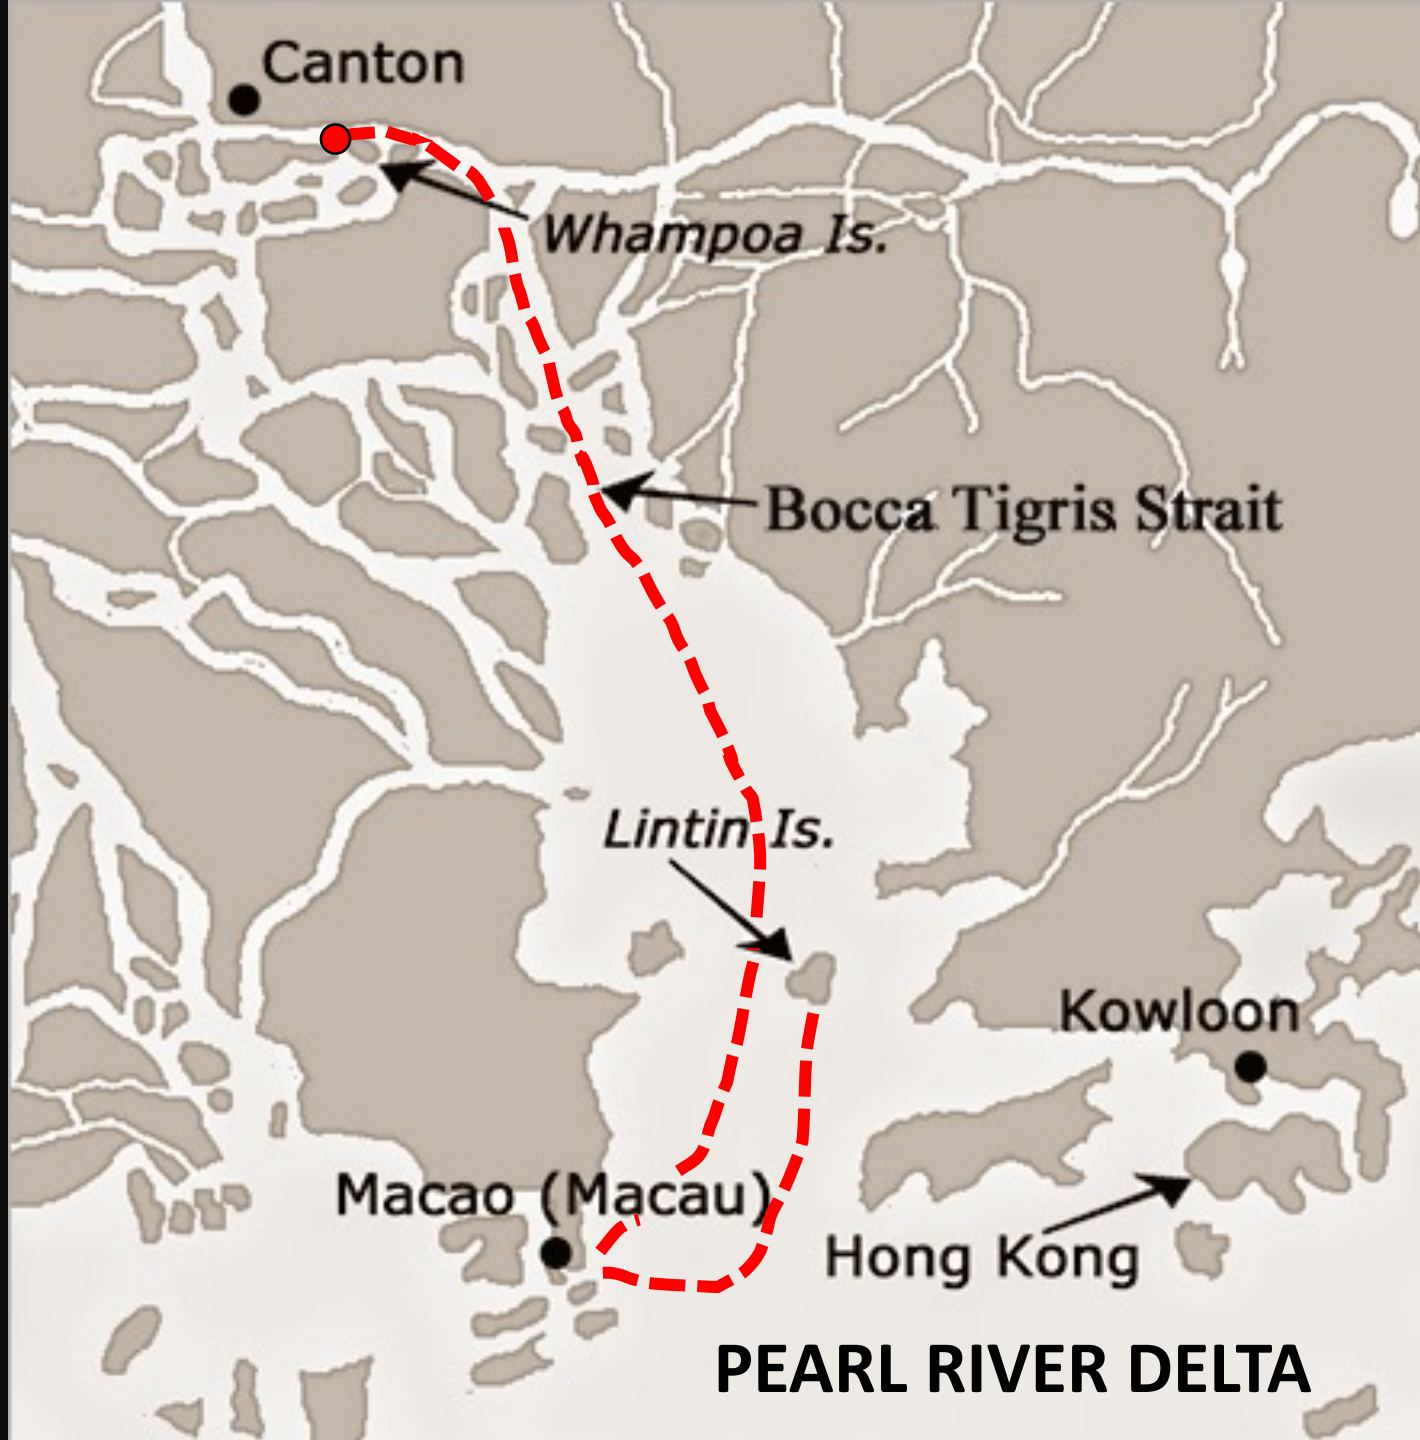 Canton
Whampoa Is.
Bocca Tigris Strait
Lintin Is.
Kowloon
Macao (Macau)
Hong Kong
PEARL RIVER DELTA